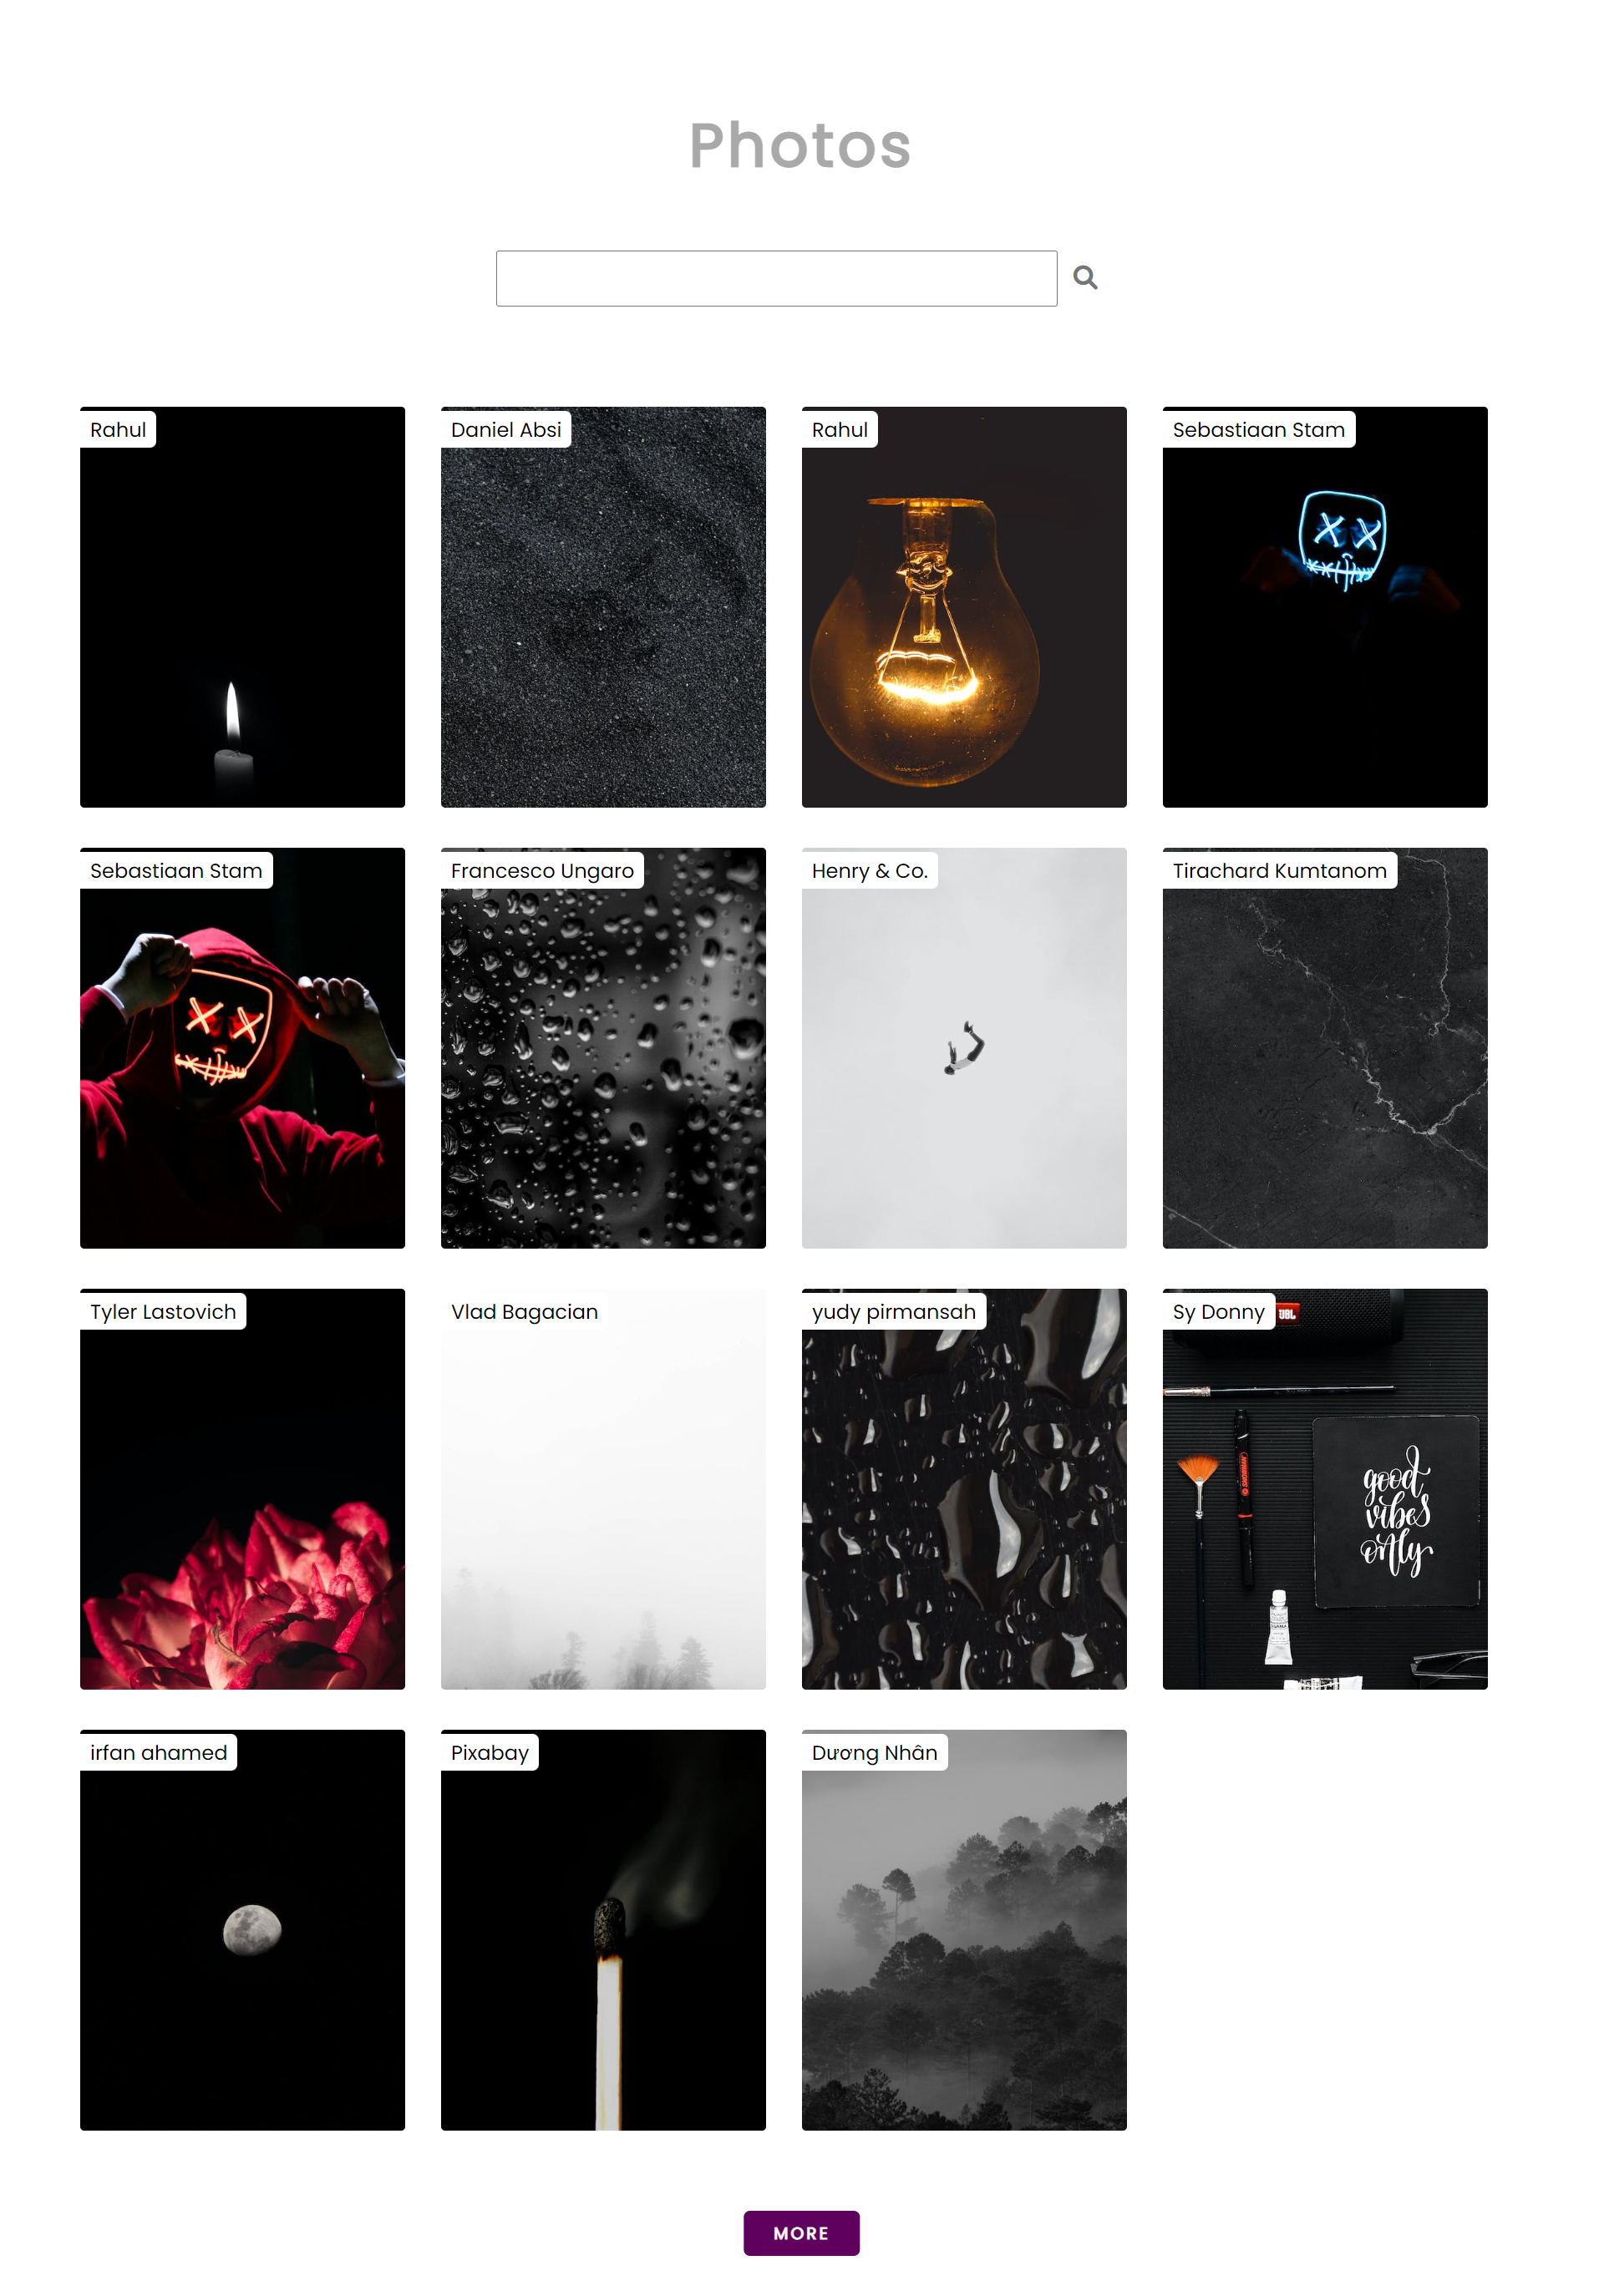 Photos
Rahul
Daniel Absi
Rahul
Sebastiaan Stam
Sebastiaan Stam
Francesco Ungaro
Henry & Co.
Tirachard Kumtanom
Tyler Lastovich
Vlad Bagacian
yudy pirmansah
Sy Donny
JBL
good
vibes
only
irfan ahamed
Pixabay
Dương Nhân
MORE